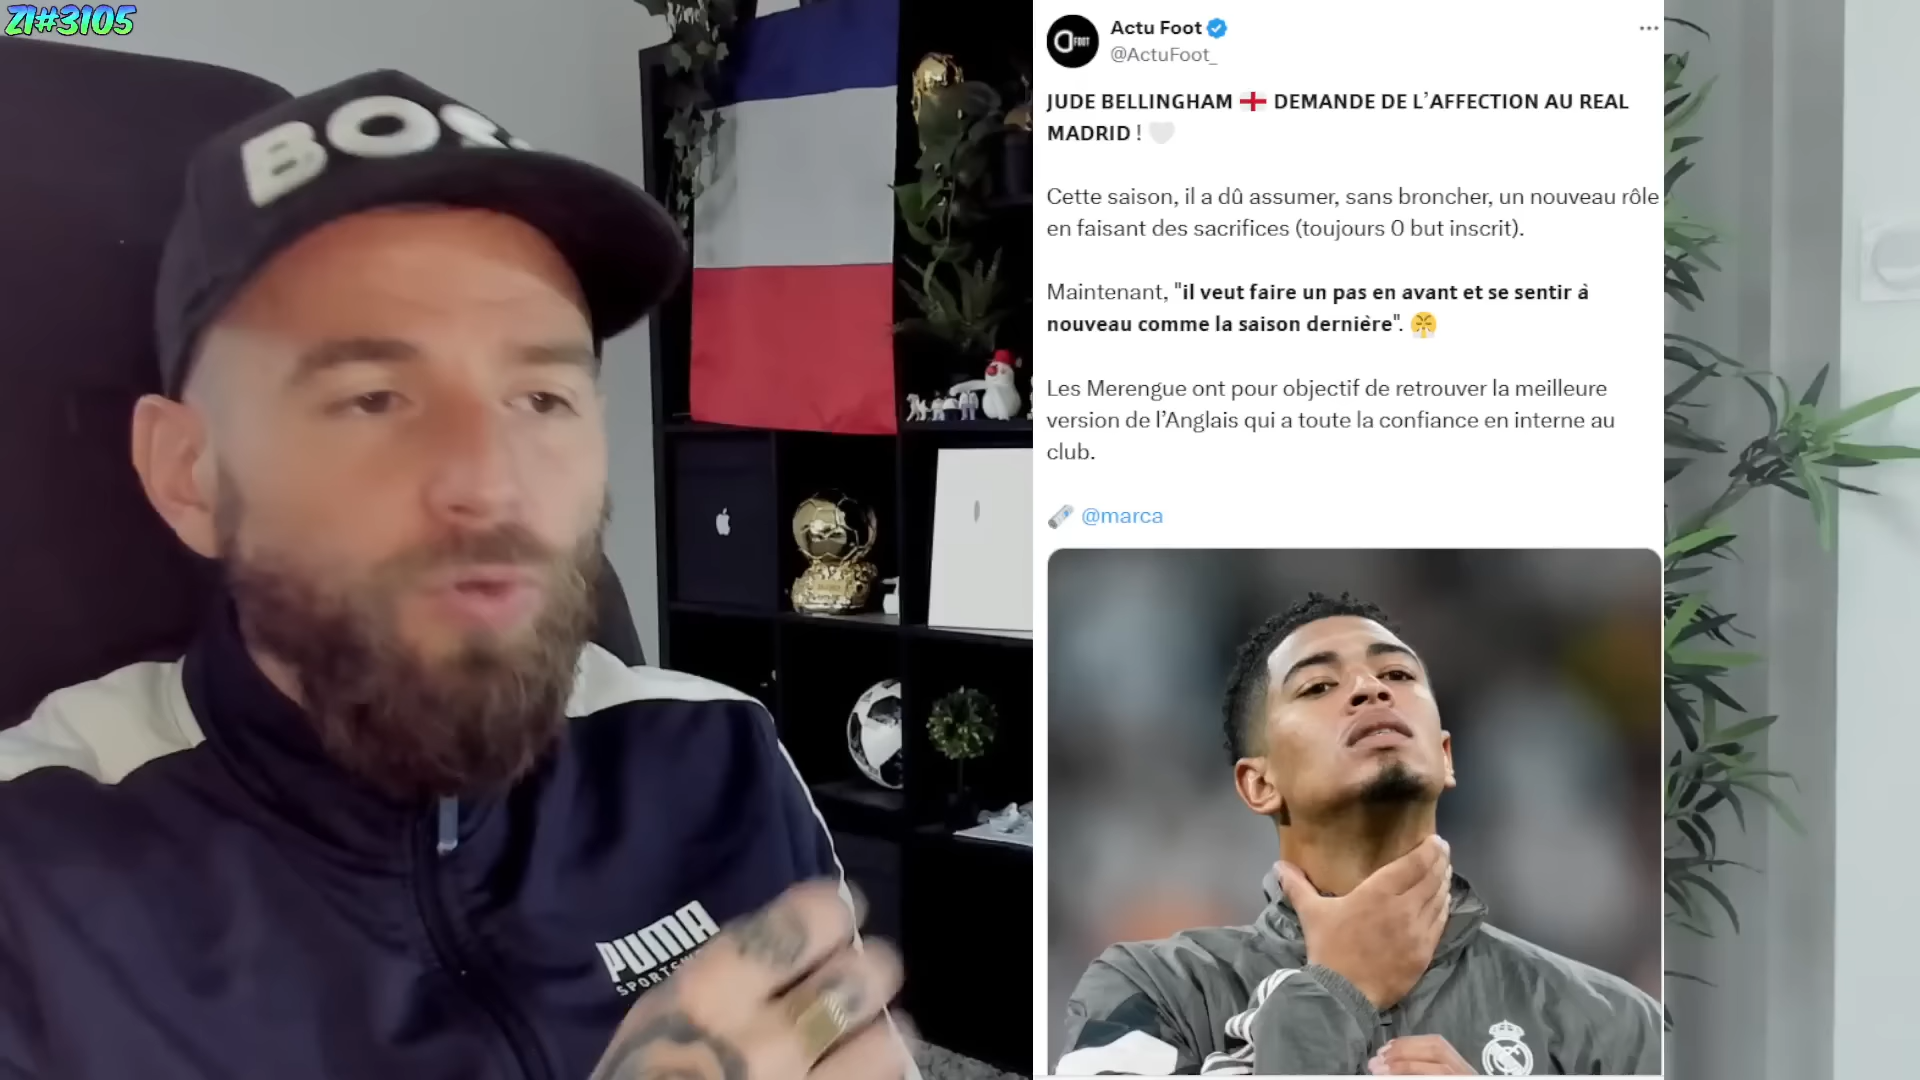 ZI#3105
BOSS
PUMA
SPORTSW
Actu Foot
@ActuFoot_
JUDE BELLINGHAM DEMANDE DE L'AFFECTION AU REAL
MADRID !
Cette saison, il a dû assumer, sans broncher, un nouveau rôle
en faisant des sacrifices (toujours 0 but inscrit).
Maintenant, "il veut faire un pas en avant et se sentir à
nouveau comme la saison dernière".
Les Merengue ont pour objectif de retrouver la meilleure
version de l'Anglais qui a toute la confiance en interne au
club.
@marca